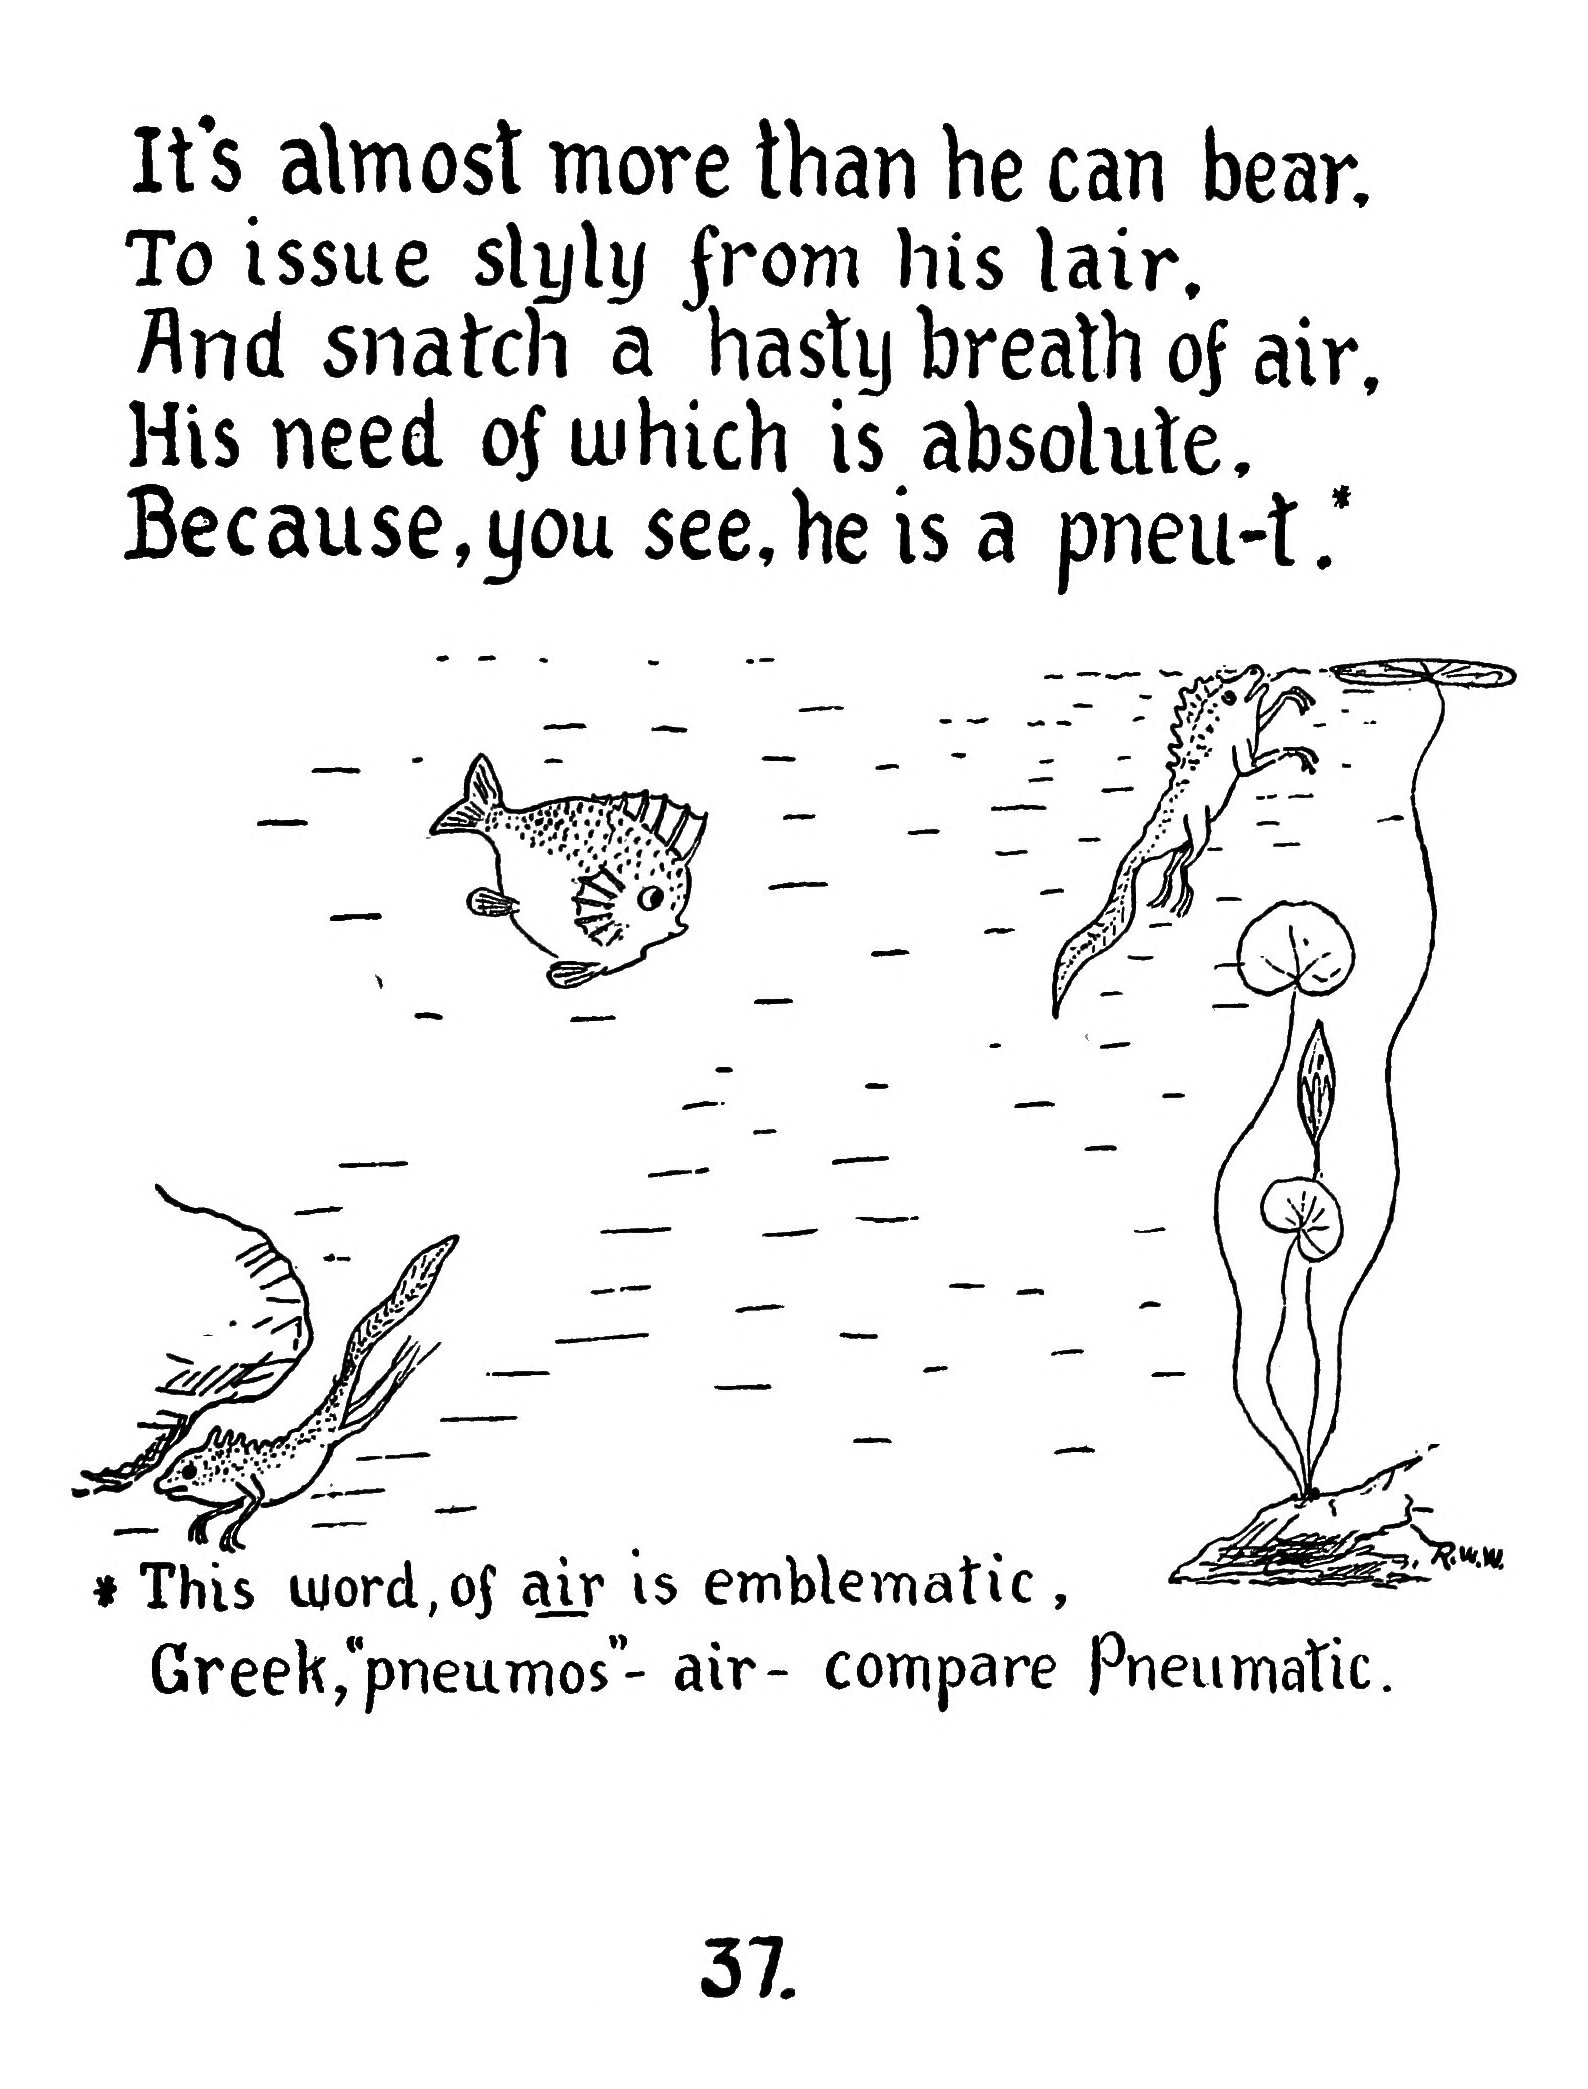 It's almost more than he can bear,
To issue slyly from his lair,
And snatch a hasty breath of air,
His need of which is absolute,
Because, you see, he is a pneu-t.*
R.W.W.
* This word, of air is emblematic,
Greek, "pneumos"- air- compare Pneumatic.
37.